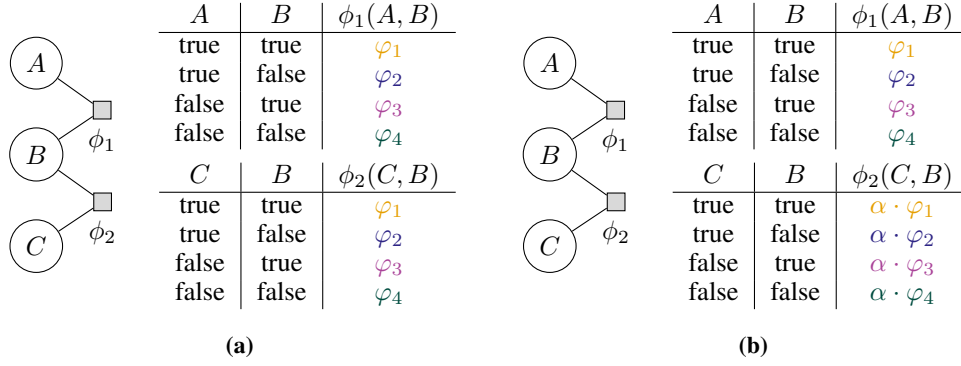 A
B
C
ϕ₁
ϕ₂
A B ϕ₁(A, B)
true true φ₁
true false φ₂
false true φ₃
false false φ₄
C B ϕ₂(C, B)
true true φ₁
true false φ₂
false true φ₃
false false φ₄
(a)
A
B
C
ϕ₁
ϕ₂
A B ϕ₁(A, B)
true true φ₁
true false φ₂
false true φ₃
false false φ₄
C B ϕ₂(C, B)
true true α · φ₁
true false α · φ₂
false true α · φ₃
false false α · φ₄
(b)